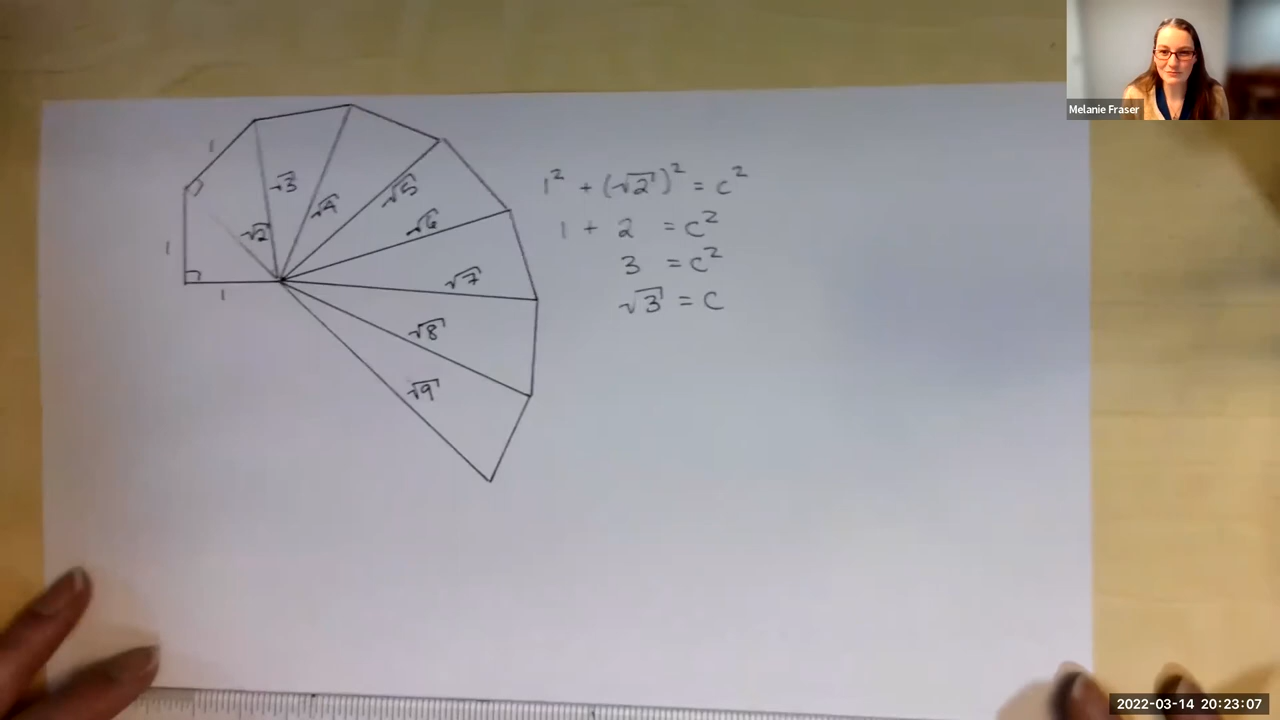 Melanie Fraser
1
√3
√4
√5
√6
√2
1
1
√7
√8
√9
1² + (√2)² = c²
1 + 2 = c²
3 = c²
√3 = c
2022-03-14 20:23:07